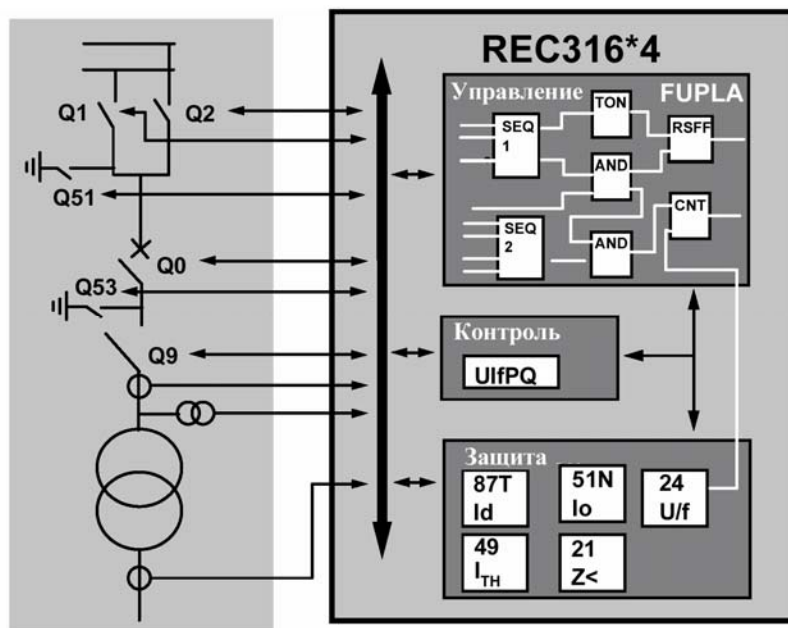 REC316*4
Управление FUPLA
Q1
Q2
Q51
Q0
Q53
Q9
SEQ
1
TON
RSFF
AND
SEQ
2
AND
CNT
Контроль
UIfPQ
Защита
87T
Id
51N
Io
24
U/f
49
ITH
21
Z<